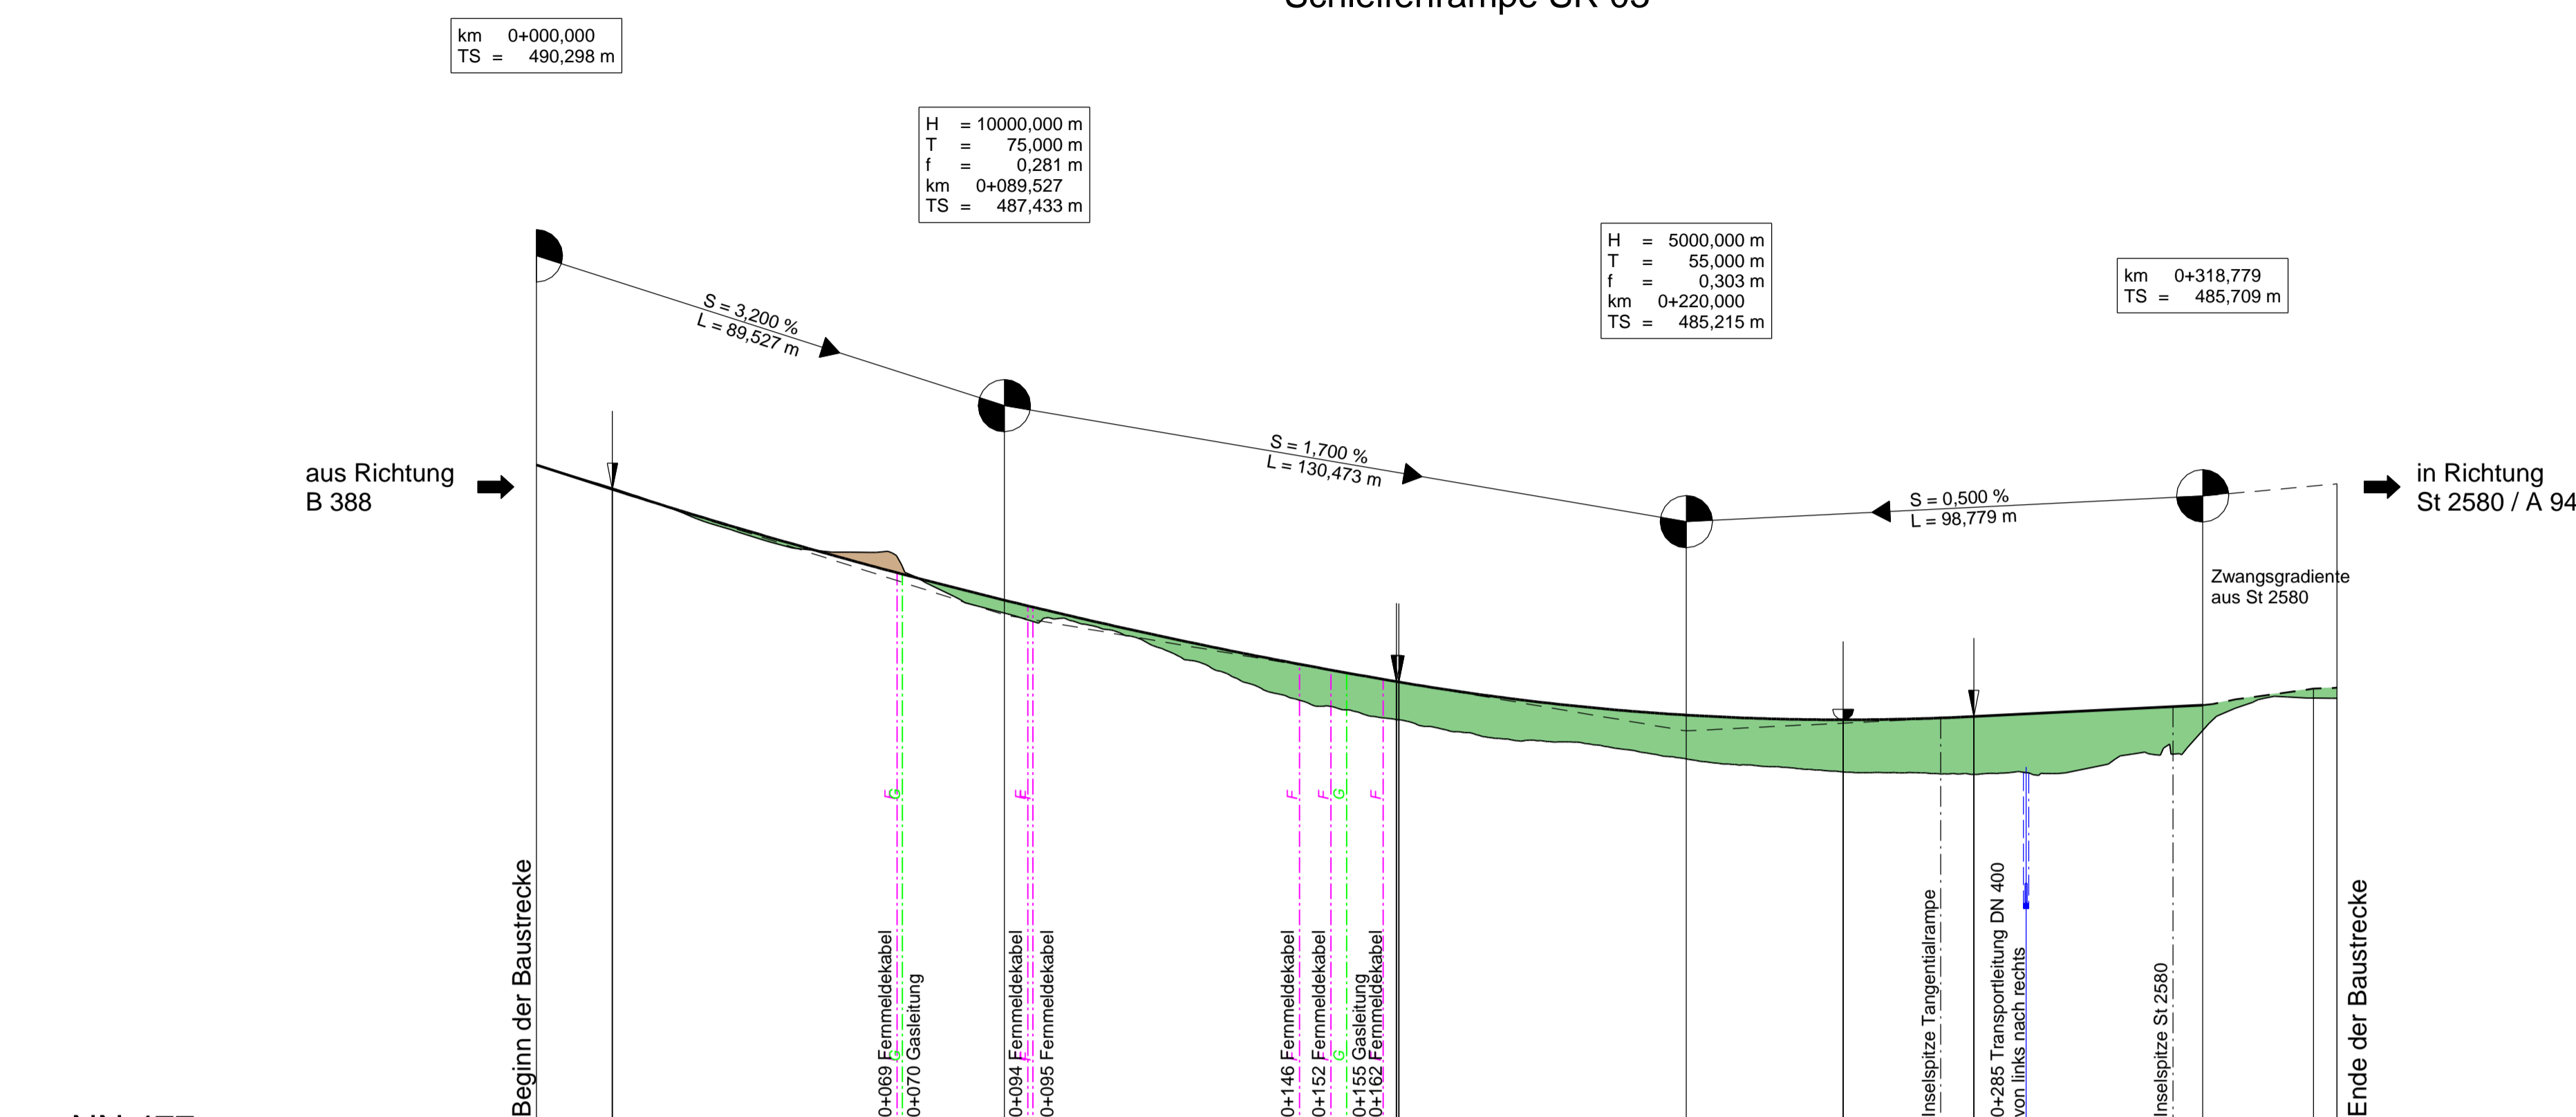 km 0+000,000
TS = 490,298 m
H = 10000,000 m
T = 75,000 m
f = 0,281 m
km 0+089,527
TS = 487,433 m
H = 5000,000 m
T = 55,000 m
f = 0,303 m
km 0+220,000
TS = 485,215 m
km 0+318,779
TS = 485,709 m
S = 3,200 %
L = 89,527 m
S = 1,700 %
L = 130,473 m
S = 0,500 %
L = 98,779 m
aus Richtung
B 388
in Richtung
St 2580 / A 94
Zwangsgradiente
aus St 2580
F
G
F
F
F
F
G
F
Beginn der Baustrecke
0+069 Fernmeldekabel
0+070 Gasleitung
0+094 Fernmeldekabel
0+095 Fernmeldekabel
0+146 Fernmeldekabel
0+152 Fernmeldekabel
0+155 Gasleitung
0+162 Fernmeldekabel
Inselspitze Tangentialrampe
0+285 Transportleitung DN 400
von links nach rechts
Inselspitze St 2580
Ende der Baustrecke
G
F
F
F
G